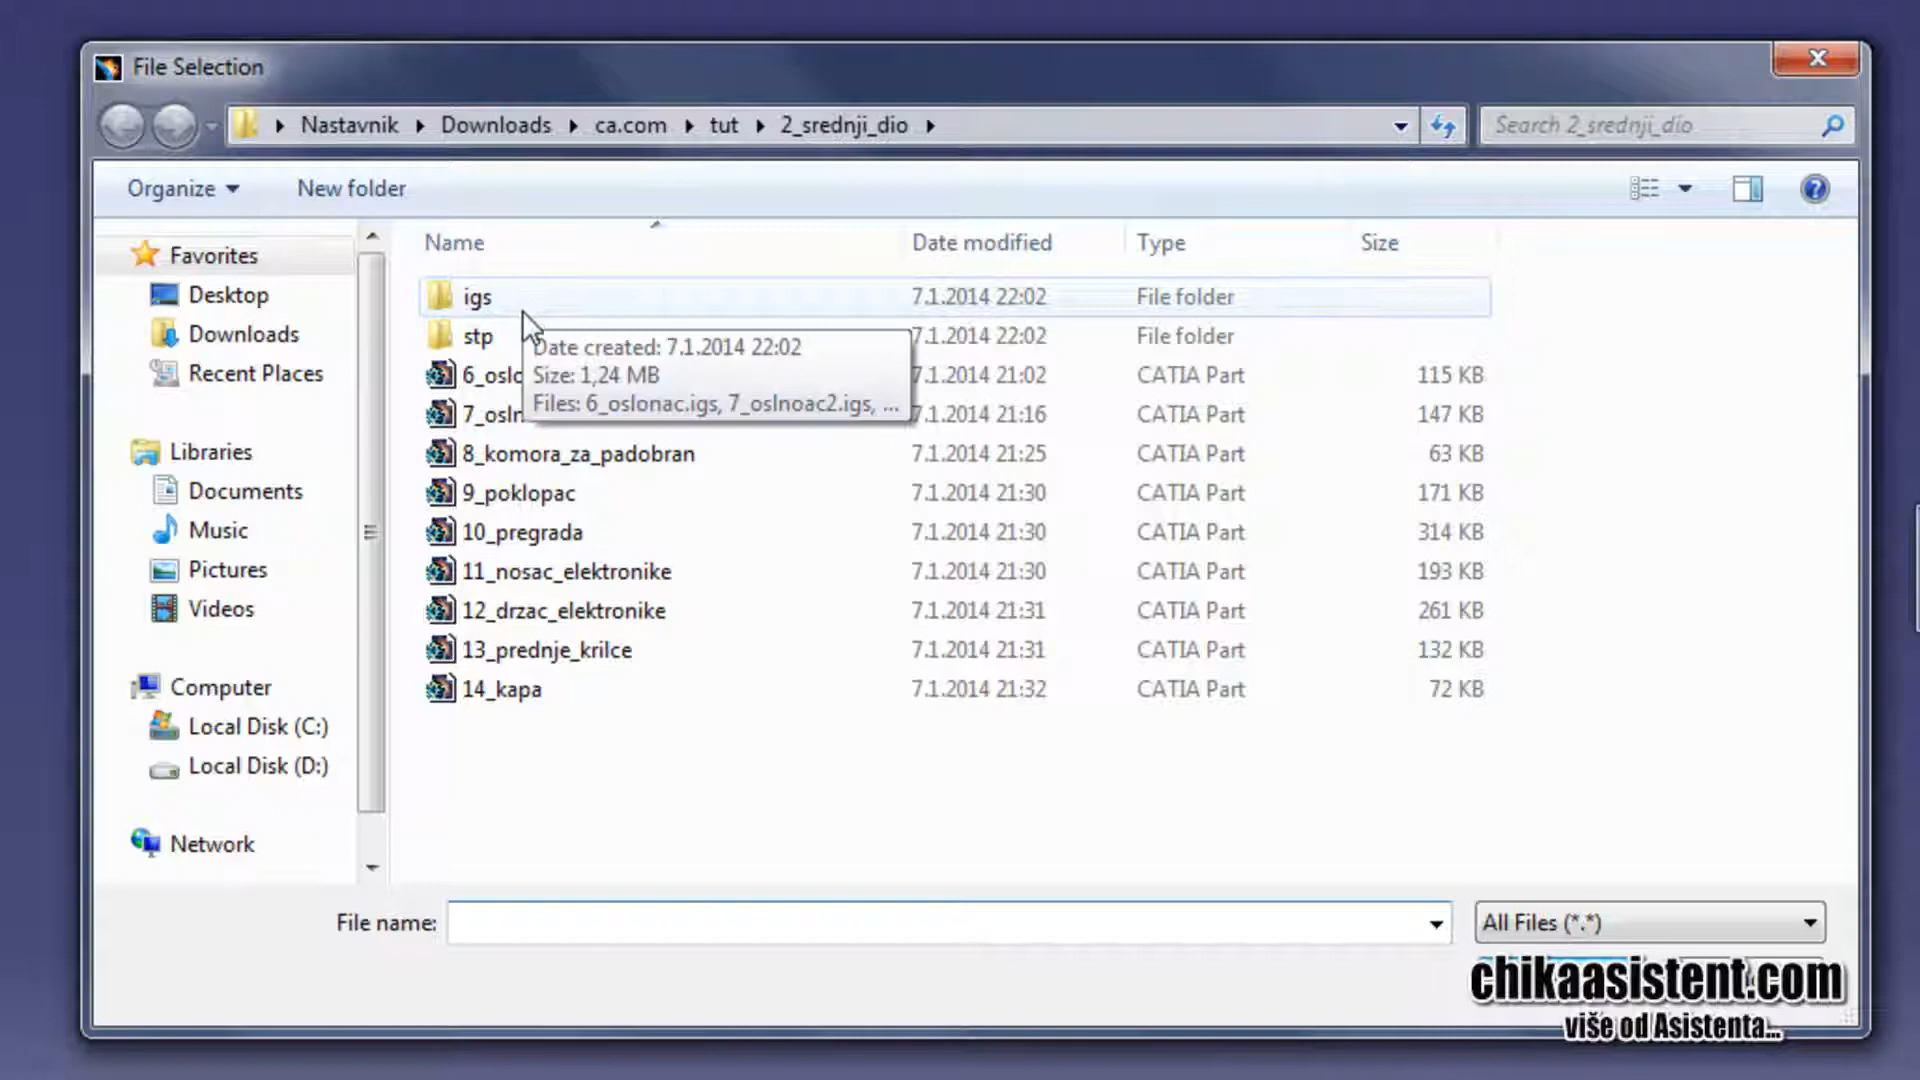 File Selection
Nastavnik Downloads ca.com tut 2_srednji_dio
Search 2_srednji_dio
Organize New folder
Name Date modified Type Size
Favorites
Desktop
Downloads
Recent Places
Libraries
Documents
Music
Pictures
Videos
Computer
Local Disk (C:)
Local Disk (D:)
Network
igs 7.1.2014 22:02 File folder
stp 7.1.2014 22:02 File folder
Date created: 7.1.2014 22:02
Size: 1,24 MB
Files: 6_oslonac.igs, 7_oslnoac2.igs, ...
6_oslo 7.1.2014 21:02 CATIA Part 115 KB
7_osln 7.1.2014 21:16 CATIA Part 147 KB
8_komora_za_padobran 7.1.2014 21:25 CATIA Part 63 KB
9_poklopac 7.1.2014 21:30 CATIA Part 171 KB
10_pregrada 7.1.2014 21:30 CATIA Part 314 KB
11_nosac_elektronike 7.1.2014 21:30 CATIA Part 193 KB
12_drzac_elektronike 7.1.2014 21:31 CATIA Part 261 KB
13_prednje_krilce 7.1.2014 21:31 CATIA Part 132 KB
14_kapa 7.1.2014 21:32 CATIA Part 72 KB
File name: All Files (*.*)
chikaasistent.com
više od Asistenta...